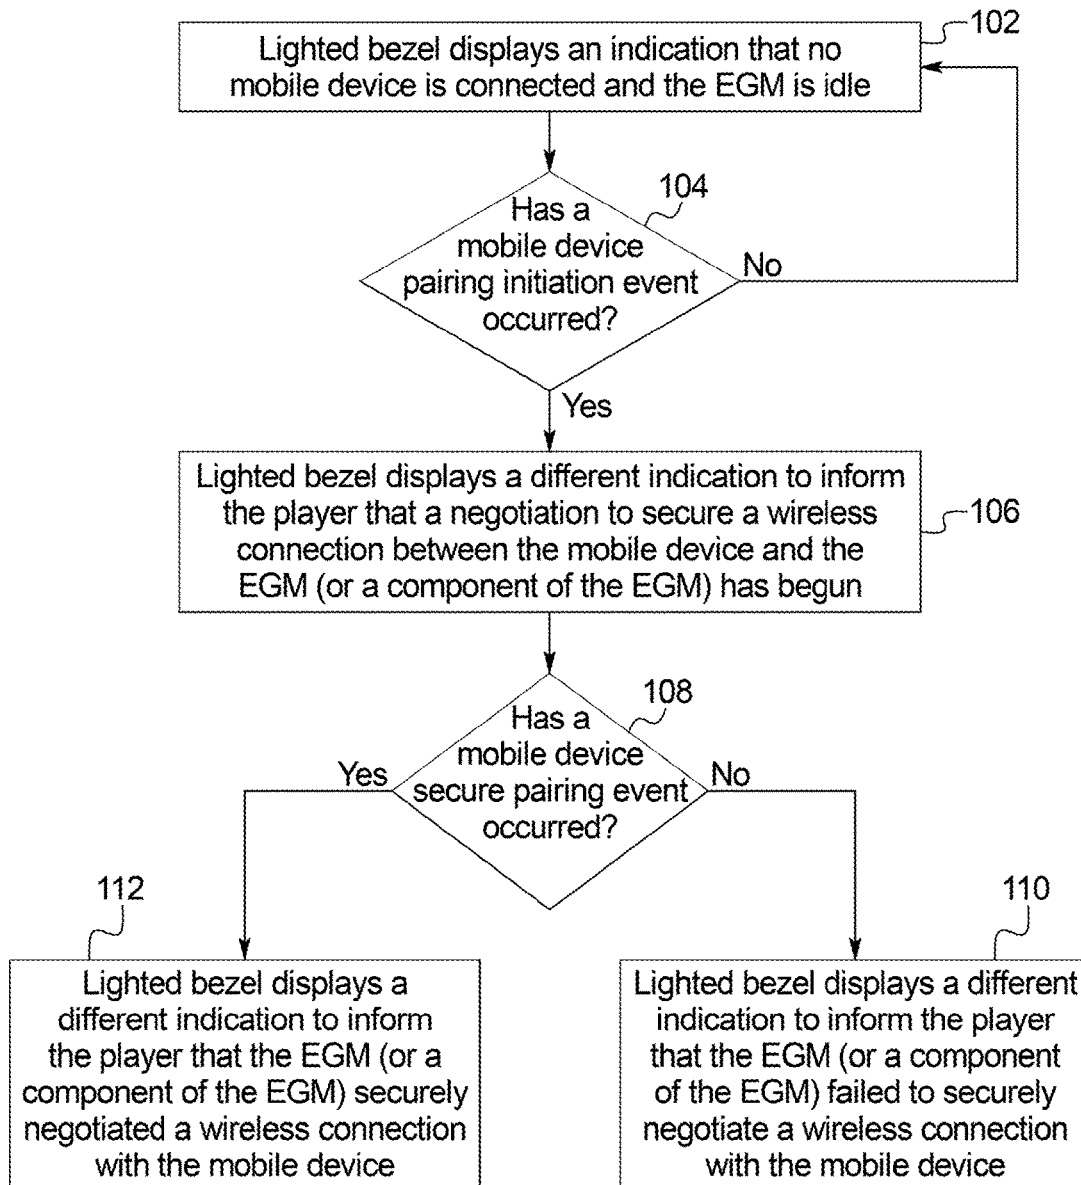 102
Lighted bezel displays an indication that no
mobile device is connected and the EGM is idle
104
Has a
mobile device
pairing initiation event
occurred?
No
Yes
Lighted bezel displays a different indication to inform
the player that a negotiation to secure a wireless
connection between the mobile device and the
EGM (or a component of the EGM) has begun
106
108
Has a
mobile device
secure pairing event
occurred?
Yes
No
112
110
Lighted bezel displays a
different indication to inform
the player that the EGM (or a
component of the EGM) securely
negotiated a wireless connection
with the mobile device
Lighted bezel displays a different
indication to inform the player
that the EGM (or a component
of the EGM) failed to securely
negotiate a wireless connection
with the mobile device